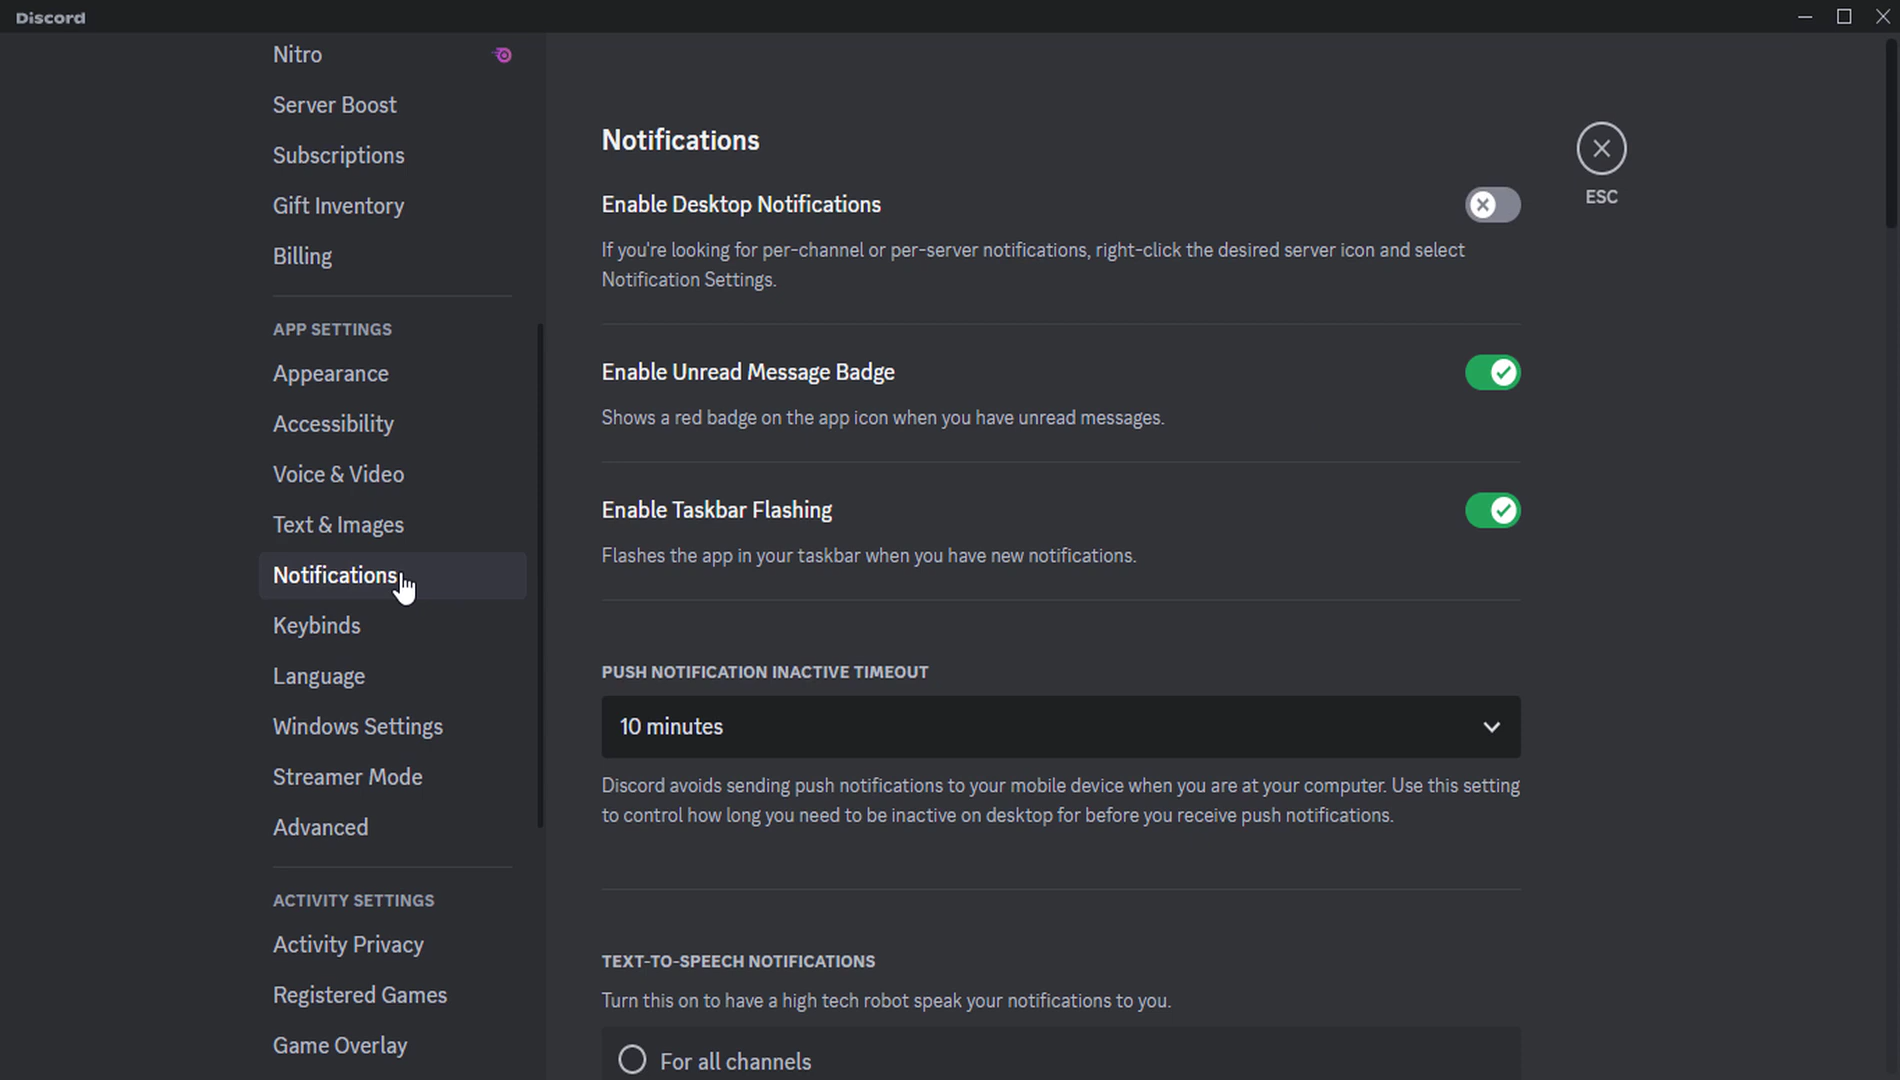 Discord
Nitro
Server Boost
Subscriptions
Gift Inventory
Billing
APP SETTINGS
Appearance
Accessibility
Voice & Video
Text & Images
Notifications
Keybinds
Language
Windows Settings
Streamer Mode
Advanced
ACTIVITY SETTINGS
Activity Privacy
Registered Games
Game Overlay
Notifications
ESC
Enable Desktop Notifications
If you're looking for per-channel or per-server notifications, right-click the desired server icon and select
Notification Settings.
Enable Unread Message Badge
Shows a red badge on the app icon when you have unread messages.
Enable Taskbar Flashing
Flashes the app in your taskbar when you have new notifications.
PUSH NOTIFICATION INACTIVE TIMEOUT
10 minutes
Discord avoids sending push notifications to your mobile device when you are at your computer. Use this setting
to control how long you need to be inactive on desktop for before you receive push notifications.
TEXT-TO-SPEECH NOTIFICATIONS
Turn this on to have a high tech robot speak your notifications to you.
For all channels